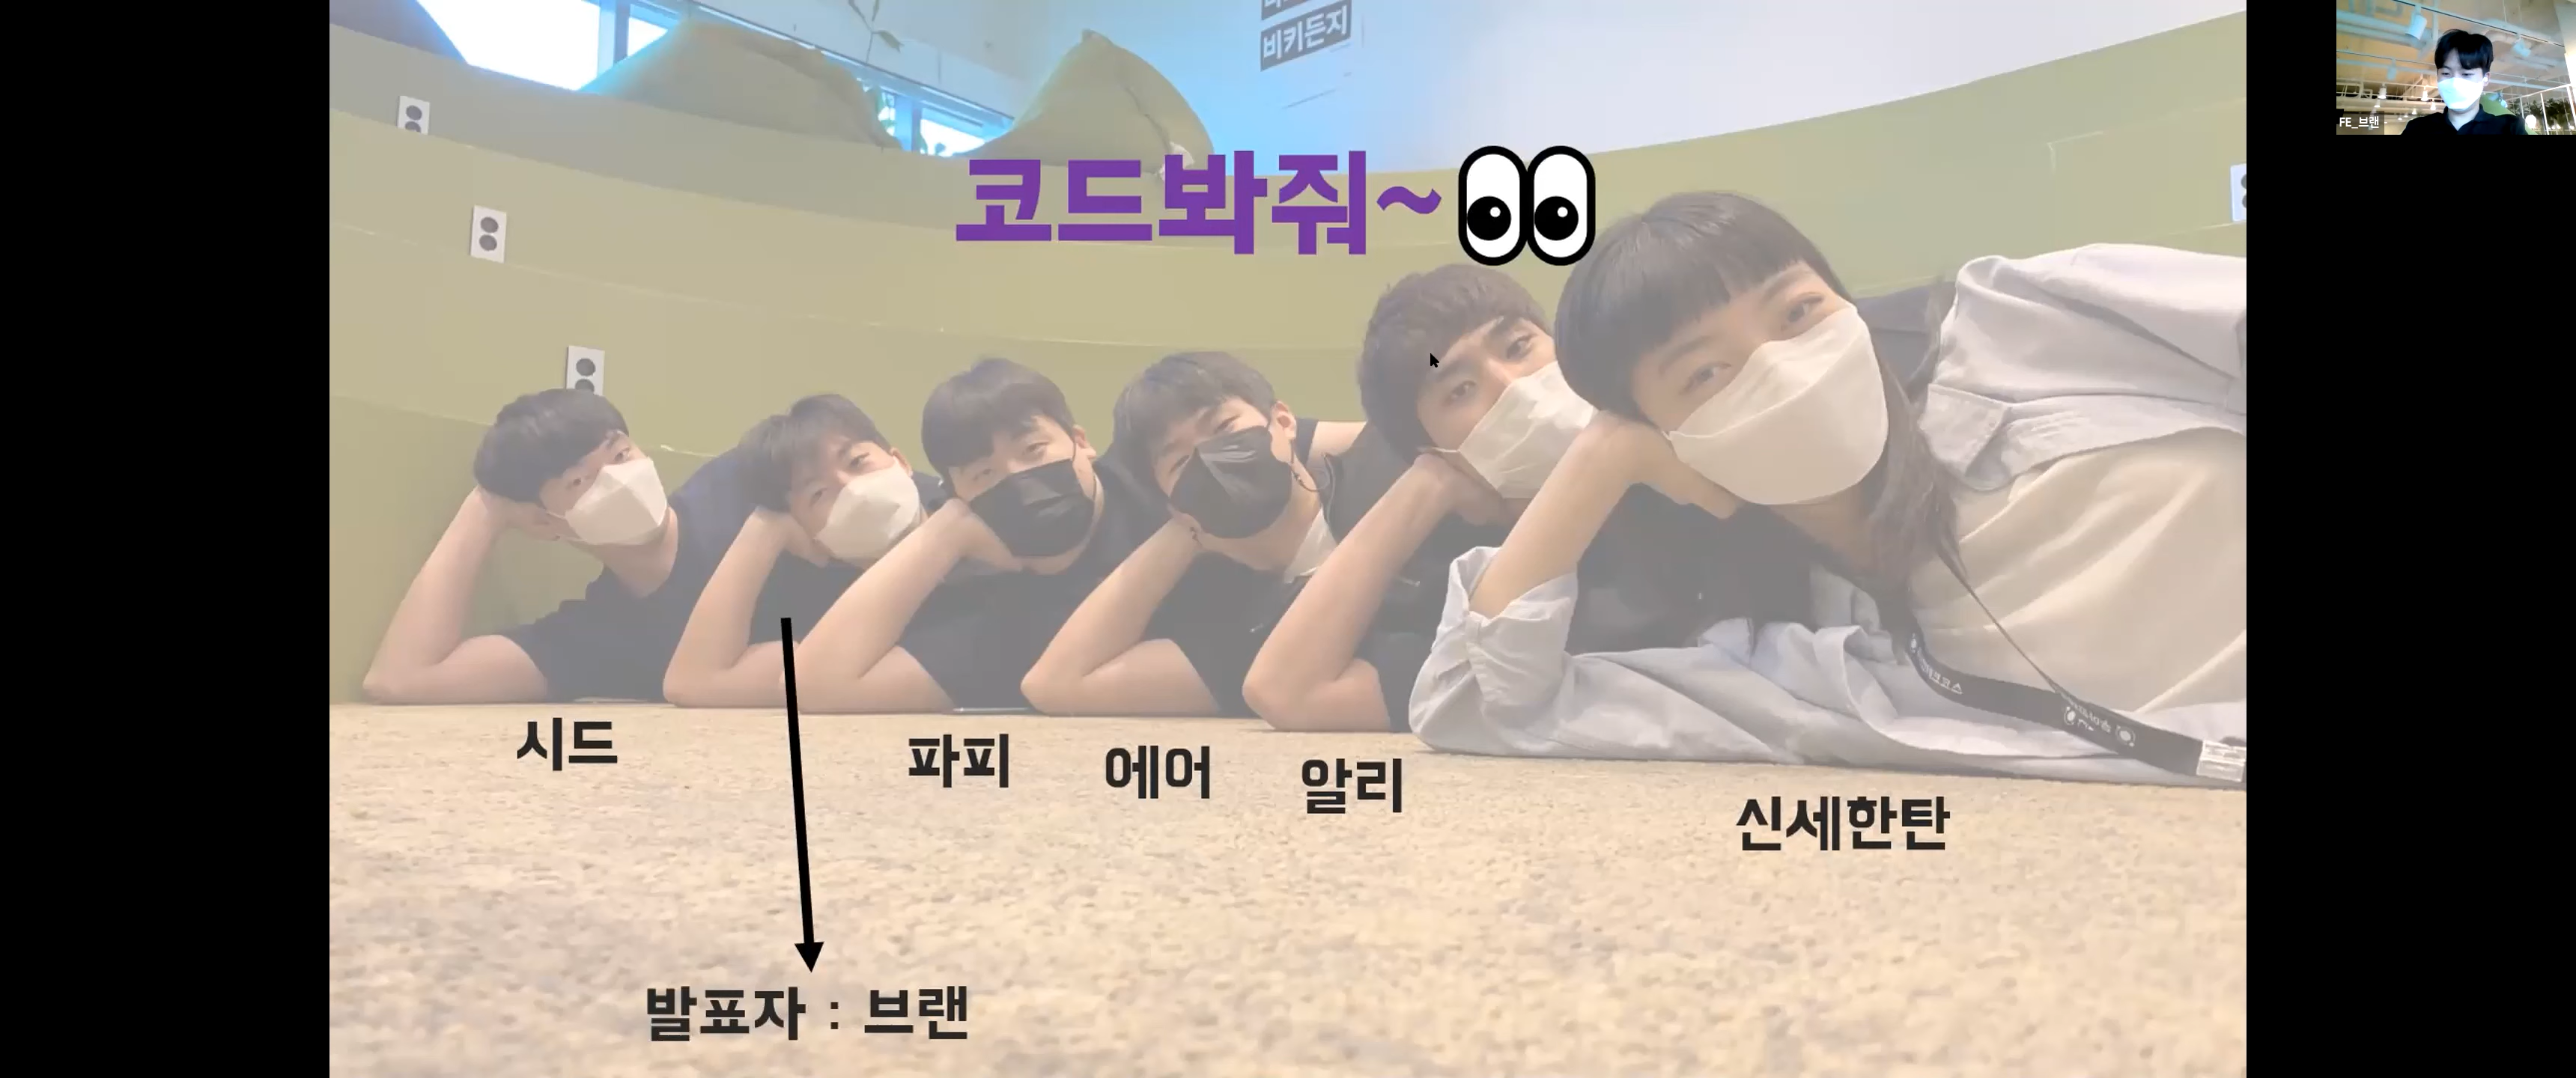 비키든지
코드봐줘~
FE_브랜
시드
파피
에어
알리
신세한탄
발표자 : 브랜